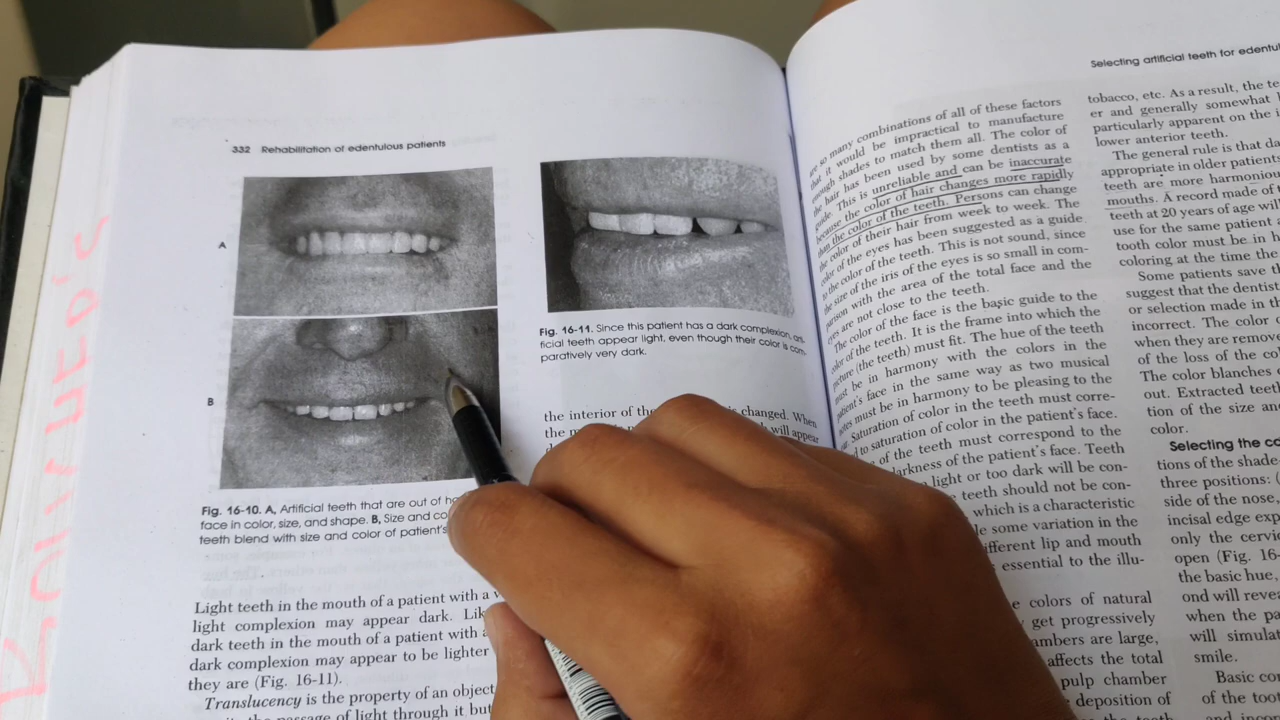 332 Rehabilitation of edentulous patients
A
B
Fig. 16-10. A, Artificial teeth that are out of
face in color, size, and shape. B, Size and
teeth blend with size and color of patient's
Light teeth in the mouth of a patient with a
light complexion may appear dark.
dark teeth in the mouth of a patient with a
dark complexion may appear to be lighter
they are (Fig. 16-11).
Translucency is the property of an object
passage of light through it but
Fig. 16-11. Since this patient has a dark complexion,
ficial teeth appear light, even though their color is com-
paratively very dark.
the interior of the is changed. When
the will appear
so many combinations of all of these factors
that it would be impractical to manufacture
enough shades to match them all. The color of
the hair has been used by some dentists as a
guide. This is unreliable and can be inaccurate
because the color of hair changes more rapidly
than the color of the teeth. Persons can change
the color of their hair from week to week. The
color of the eyes has been suggested as a guide
to the color of the teeth. This is not sound, since
the size of the iris of the eyes is so small in com-
parison with the area of the total face and the
eyes are not close to the teeth.
The color of the face is the basic guide to the
color of the teeth. It is the frame into which the
picture (the teeth) must fit. The hue of the teeth
must be in harmony with the colors in the
patient's face in the same way as two musical
notes must be in harmony to be pleasing to the
Saturation of color in the teeth must corre-
to saturation of color in the patient's face.
of the teeth must correspond to the
darkness of the patient's face. Teeth
light or too dark will be con-
teeth should not be con-
which is a characteristic
some variation in the
different lip and mouth
essential to the illu-
colors of natural
get progressively
chambers are large,
affects the total
pulp chamber
deposition of
Selecting artificial teeth for
tobacco, etc. As a result, the
er and generally somewhat
particularly apparent on the
lower anterior teeth.
The general rule is that
appropriate in older patients
teeth are more harmonious
mouths. A record made of
teeth at 20 years of age will
use for the same patient
tooth color must be in
coloring at the time the
Some patients save
suggest that the dentist
or selection made in
incorrect. The color
when they are removed
of the loss of the
The color blanches
out. Extracted teeth
tion of the size and
color.
Selecting the
tions of the shade
three positions: (
side of the nose,
incisal edge
only the
open (Fig. 16-
the basic hue,
ond will
when the
will
smile.
Basic
of the